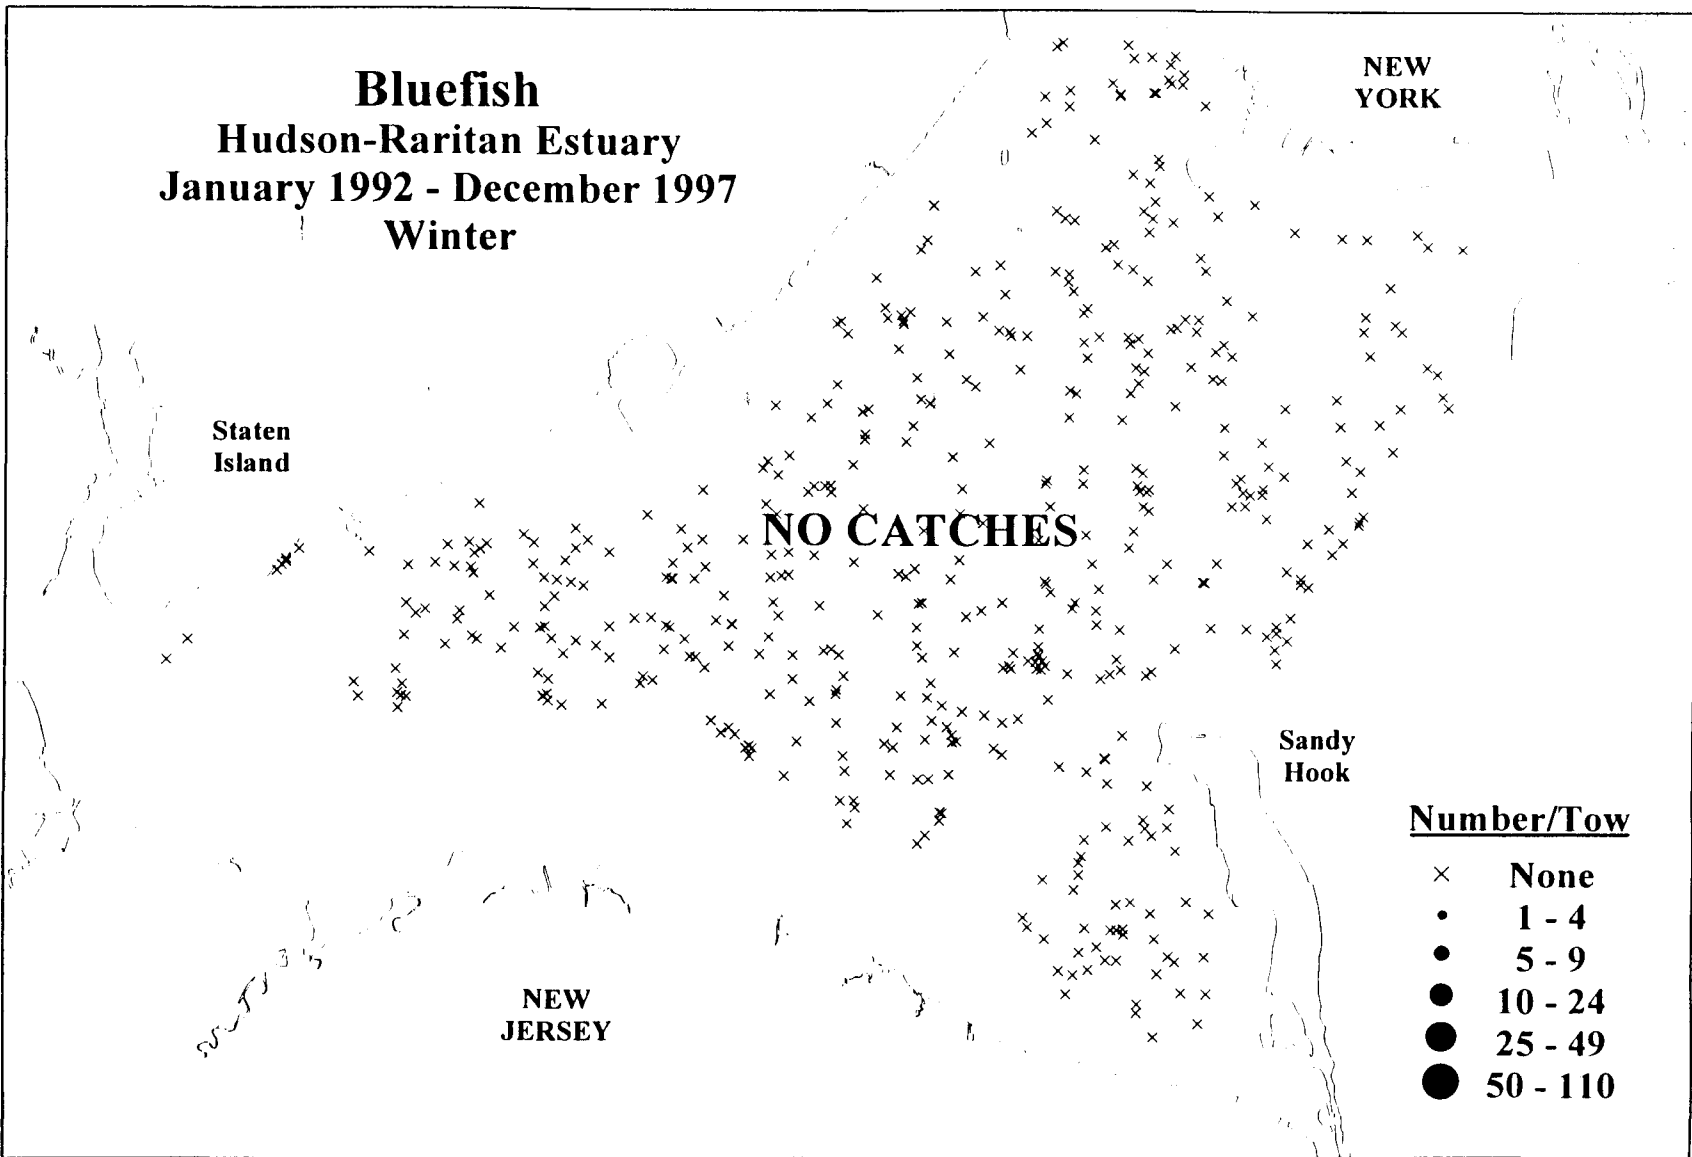 Bluefish
Hudson-Raritan Estuary
January 1992 - December 1997
Winter
NEW
YORK
Staten
Island
NO CATCHES
Sandy
Hook
NEW
JERSEY
Number/Tow
× None
• 1 - 4
● 5 - 9
● 10 - 24
● 25 - 49
● 50 - 110